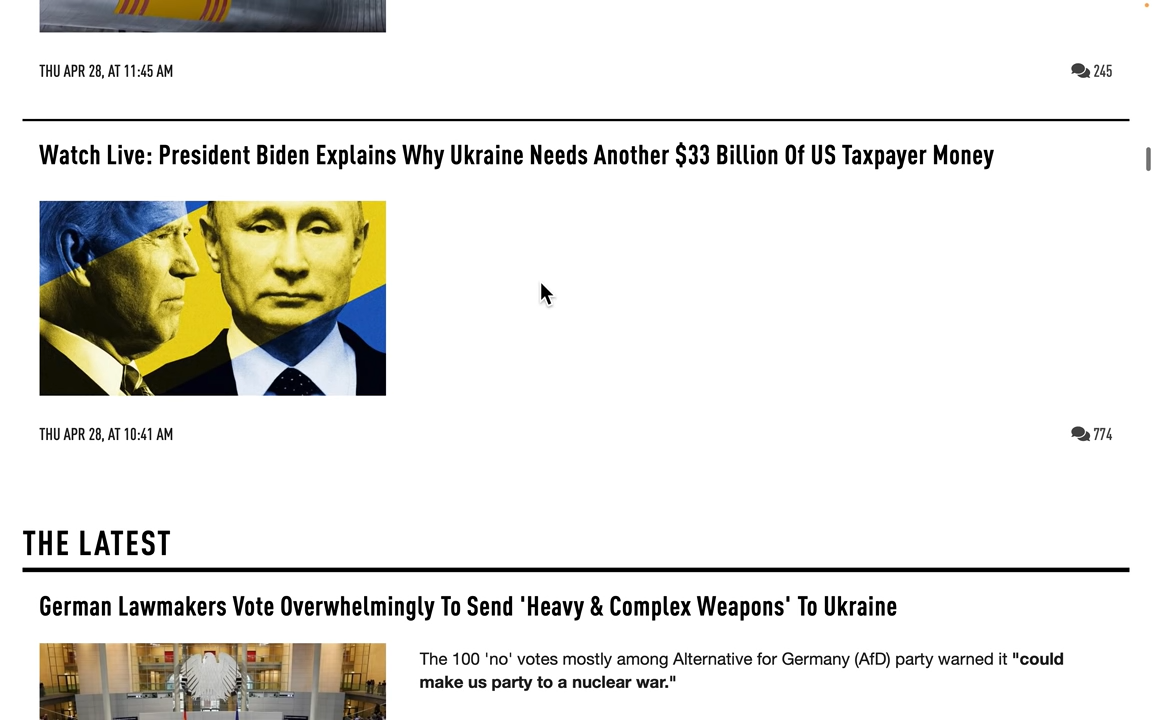 THU APR 28, AT 11:45 AM
245
Watch Live: President Biden Explains Why Ukraine Needs Another $33 Billion Of US Taxpayer Money
THU APR 28, AT 10:41 AM
774
THE LATEST
German Lawmakers Vote Overwhelmingly To Send 'Heavy & Complex Weapons' To Ukraine
The 100 'no' votes mostly among Alternative for Germany (AfD) party warned it "could
make us party to a nuclear war."